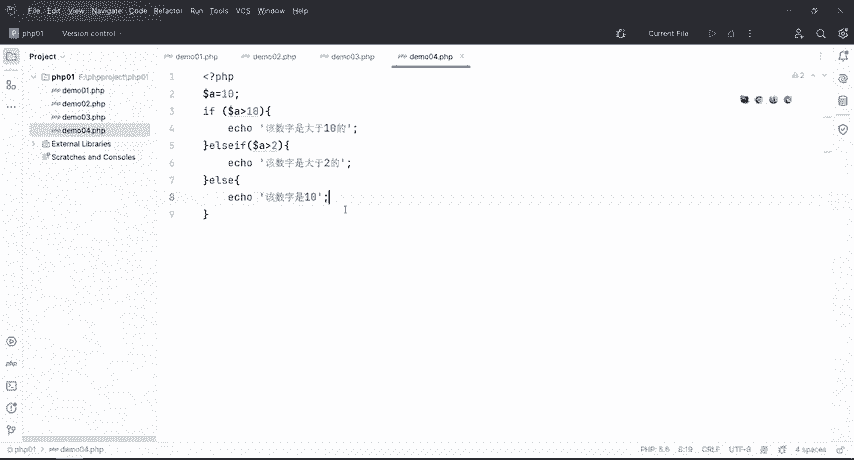 File Edit View Navigate Code Refactor Run Tools VCS Window Help
P php01 Version control Current File
Project
demo01.php demo02.php demo03.php demo04.php
php01 F:\phpproject\php01
demo01.php
demo02.php
demo03.php
demo04.php
External Libraries
Scratches and Consoles
1 <?php
2 $a=10;
3 if ($a>10){
4 echo '该数字是大于10的';
5 }elseif($a>2){
6 echo '该数字是大于2的';
7 }else{
8 echo '该数字是10';
9 }
2
php
php01 > demo04.php PHP: 5.6 8:19 CRLF UTF-8 4 spaces